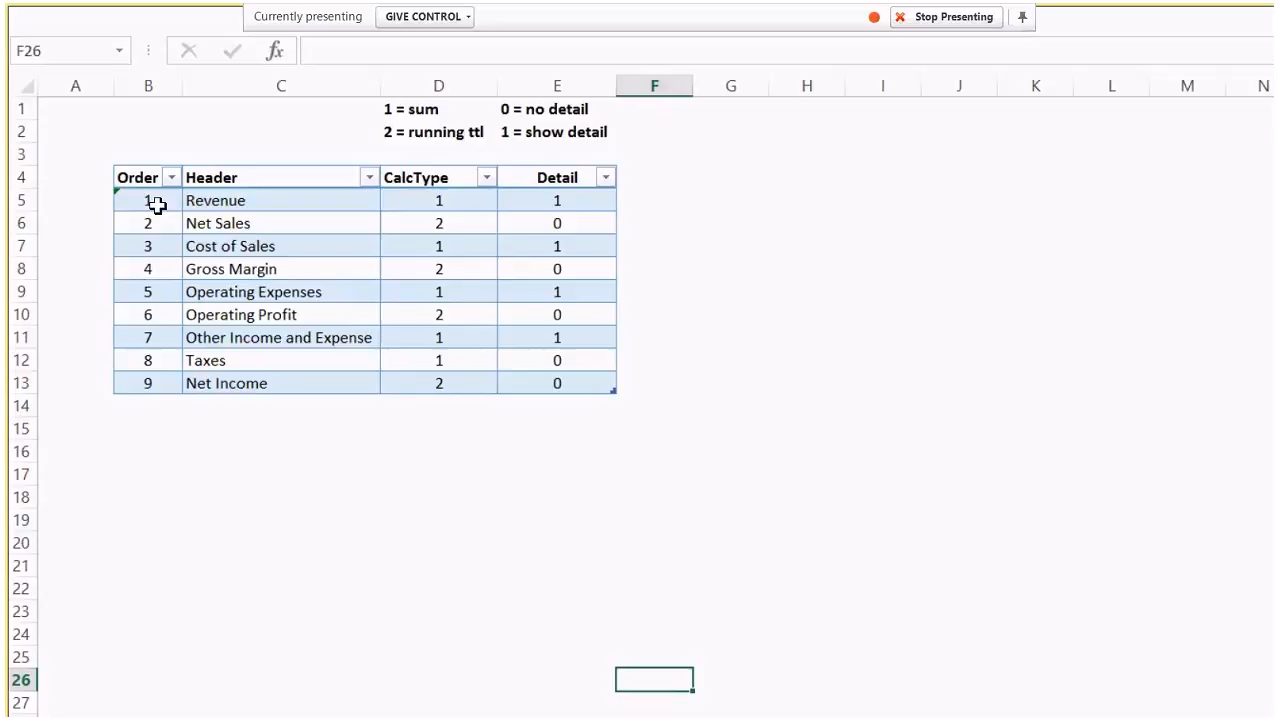 Currently presenting GIVE CONTROL Stop Presenting
F26 fx
A B C D E F G H I J K L M N
1 1 = sum 0 = no detail
2 2 = running ttl 1 = show detail
3
4 Order Header CalcType Detail
5 1 Revenue 1 1
6 2 Net Sales 2 0
7 3 Cost of Sales 1 1
8 4 Gross Margin 2 0
9 5 Operating Expenses 1 1
10 6 Operating Profit 2 0
11 7 Other Income and Expense 1 1
12 8 Taxes 1 0
13 9 Net Income 2 0
14
15
16
17
18
19
20
21
22
23
24
25
26
27